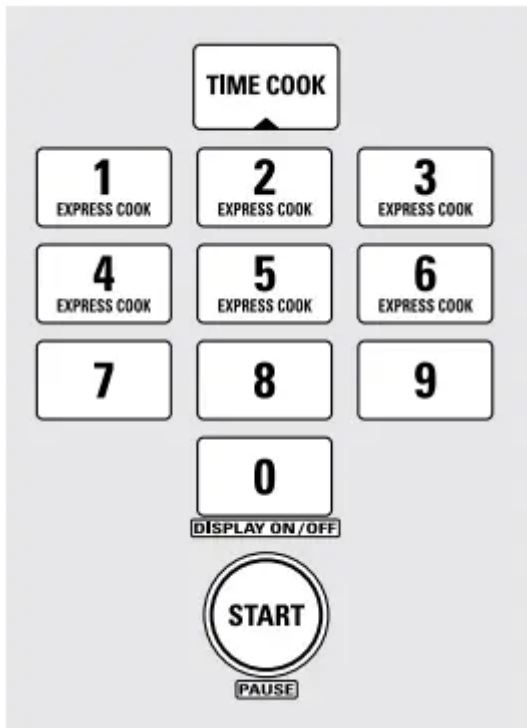 TIME COOK
1 2 3
EXPRESS COOK EXPRESS COOK EXPRESS COOK
4 5 6
EXPRESS COOK EXPRESS COOK EXPRESS COOK
7 8 9
0
DISPLAY ON/OFF
START
PAUSE